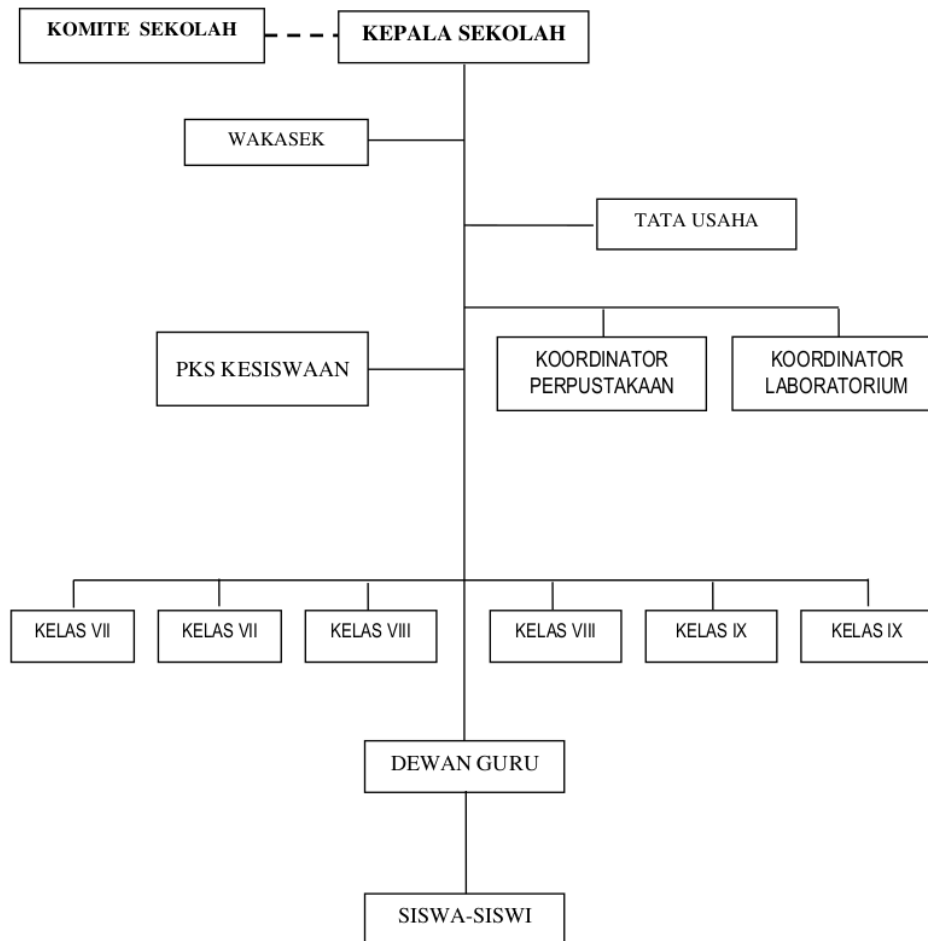 KOMITE SEKOLAH
KEPALA SEKOLAH
WAKASEK
TATA USAHA
PKS KESISWAAN
KOORDINATOR
PERPUSTAKAAN
KOORDINATOR
LABORATORIUM
KELAS VII
KELAS VII
KELAS VIII
KELAS VIII
KELAS IX
KELAS IX
DEWAN GURU
SISWA-SISWI